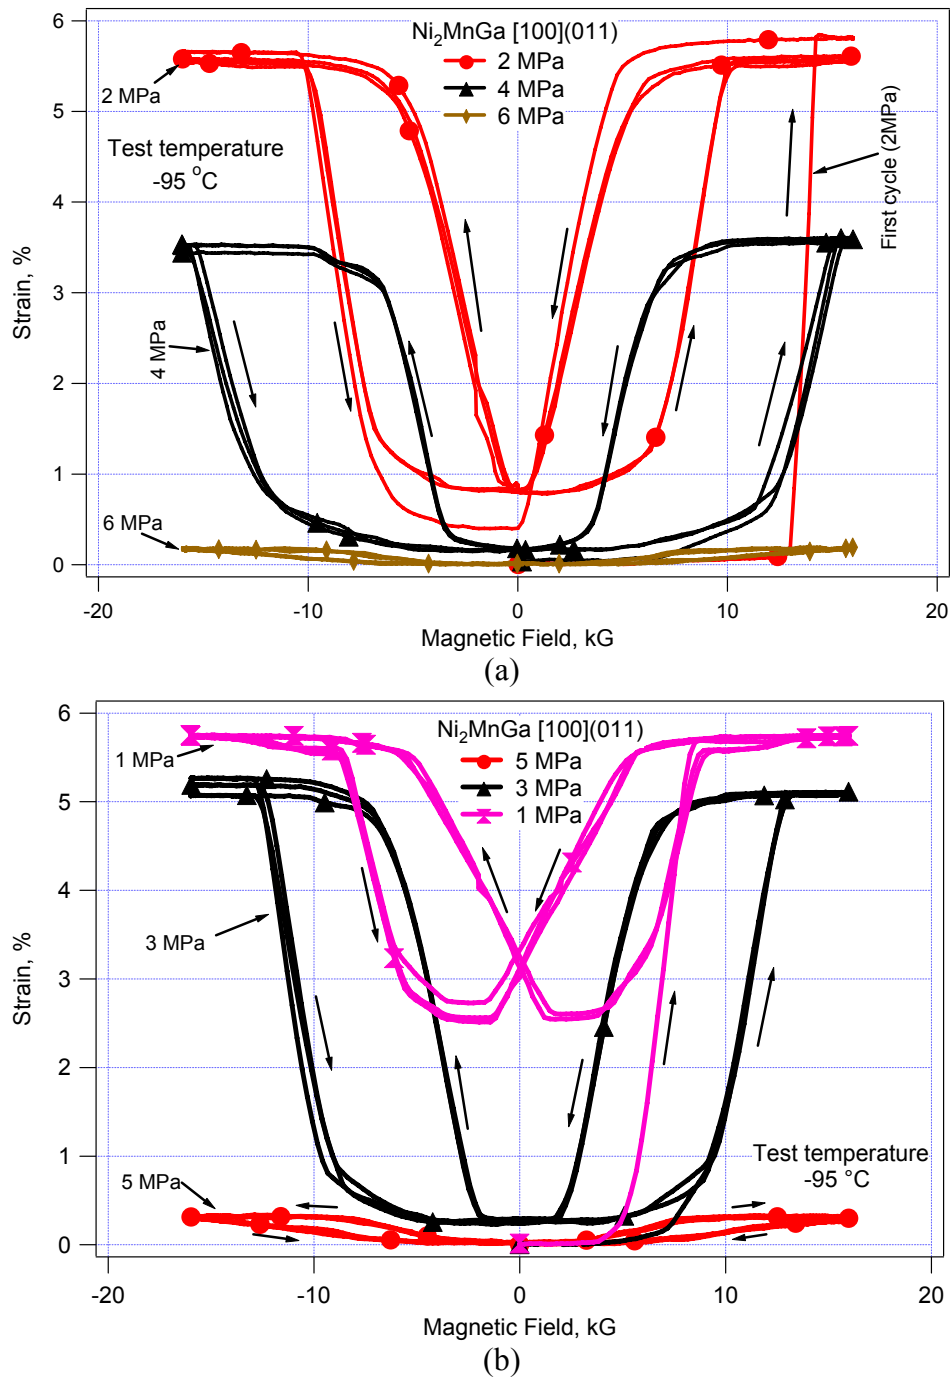 Ni2MnGa [100](011)
2 MPa
4 MPa
6 MPa
2 MPa
Test temperature
-95 °C
First cycle (2MPa)
4 MPa
6 MPa
Strain, %
6
5
4
3
2
1
0
-20
-10
0
10
20
Magnetic Field, kG
(a)
Ni2MnGa [100](011)
5 MPa
3 MPa
1 MPa
1 MPa
3 MPa
5 MPa
Test temperature
-95 °C
Strain, %
6
5
4
3
2
1
0
-20
-10
0
10
20
Magnetic Field, kG
(b)